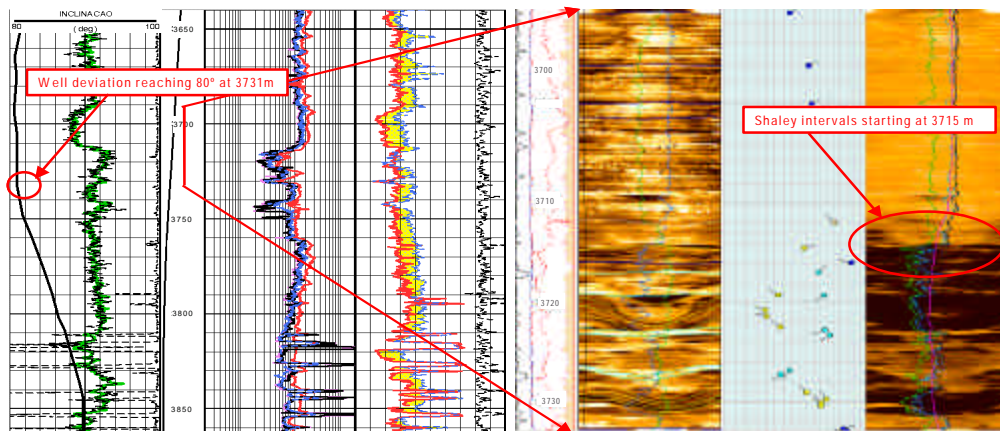 INCLINACAO
80 100
(deg)
Well deviation reaching 80° at 3731m
3650
3700
3750
3800
3850
3700
3710
3720
3730
Shaley intervals starting at 3715 m